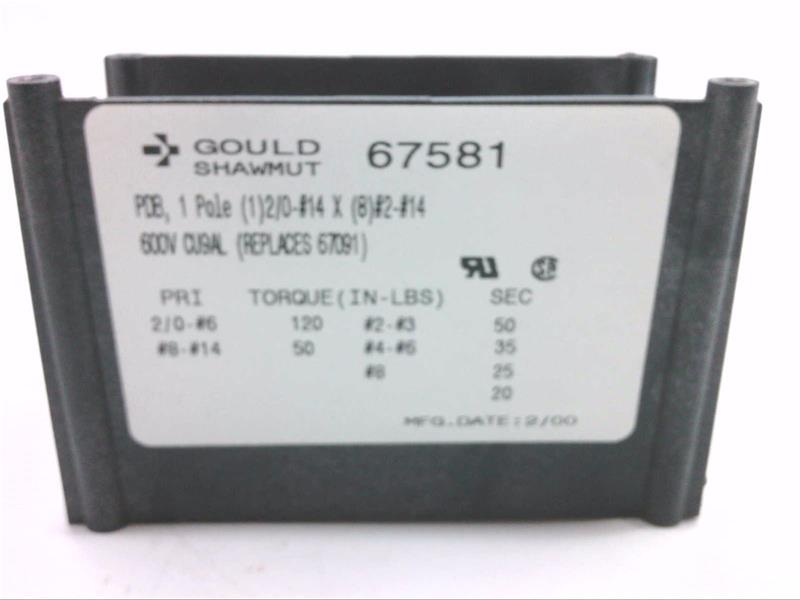 GOULD SHAWMUT 67581
PDB, 1 Pole (1)2/0-#14 X (8)#2-#14
600V CU9AL (REPLACES 67091)
PRI TORQUE(IN-LBS) SEC
2/0-#6 120 #2-#3 50
#8-#14 50 #4-#6 35
#8 25
20
MFG.DATE:2/00